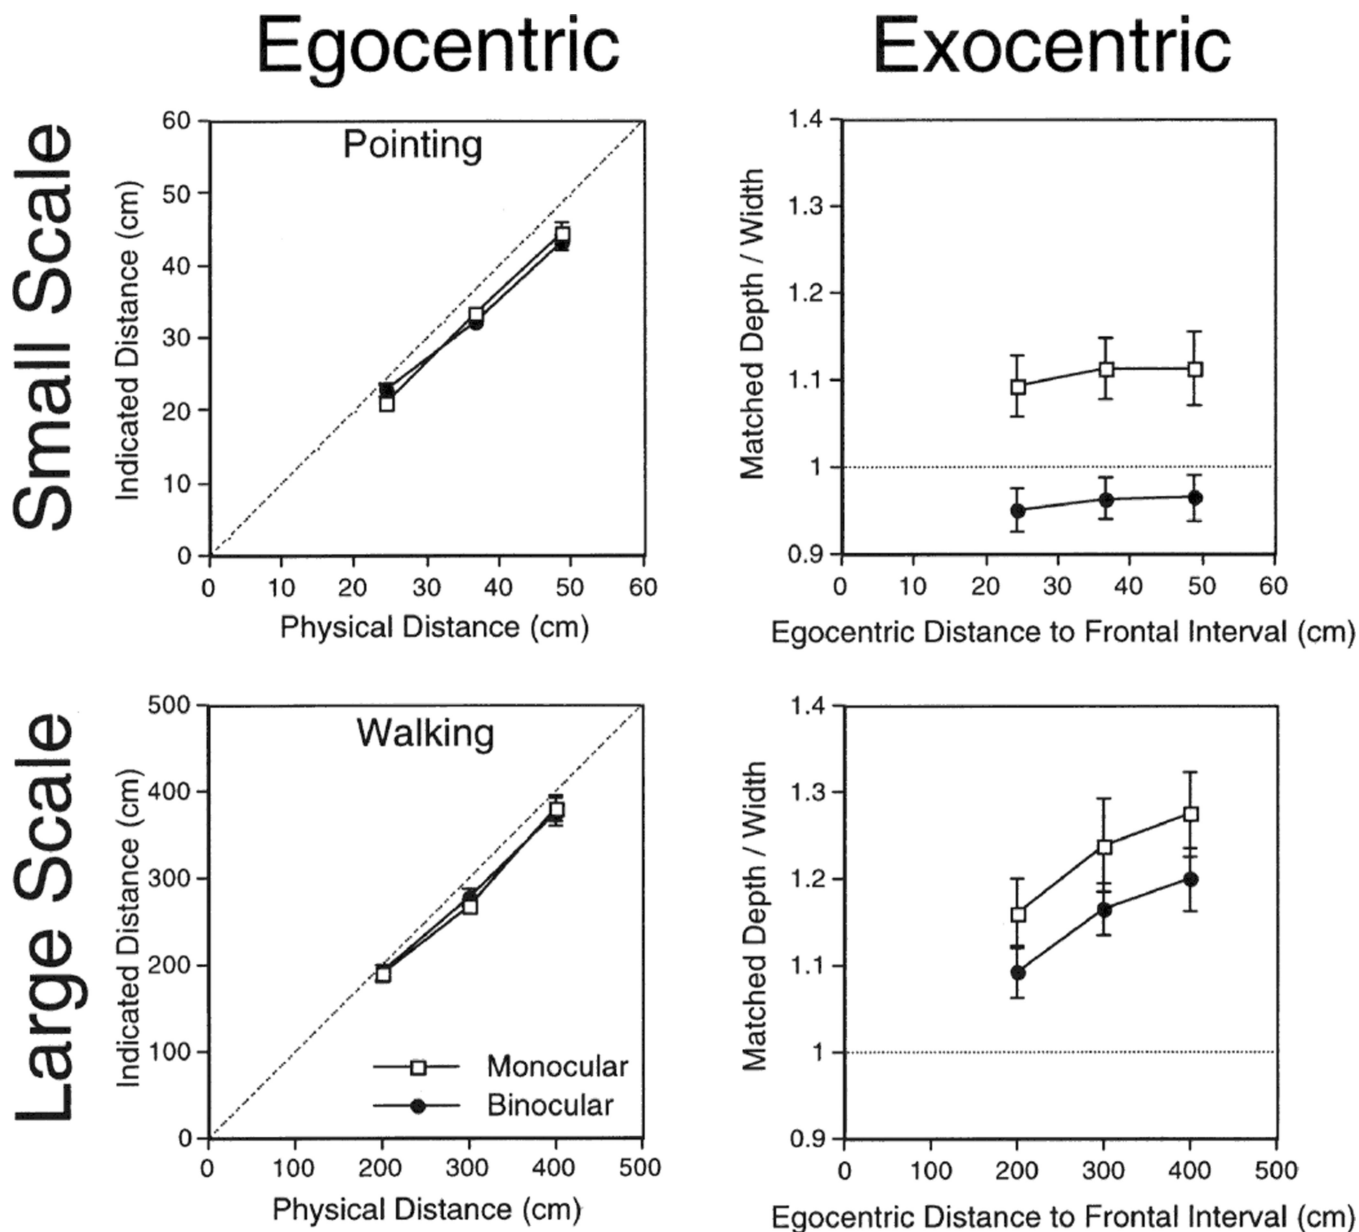 Egocentric
Exocentric
Small Scale
Pointing
Indicated Distance (cm)
60
50
40
30
20
10
0
0 10 20 30 40 50 60
Physical Distance (cm)
Matched Depth / Width
1.4
1.3
1.2
1.1
1
0.9
0 10 20 30 40 50 60
Egocentric Distance to Frontal Interval (cm)
Large Scale
Walking
Indicated Distance (cm)
500
400
300
200
100
0
Monocular
Binocular
0 100 200 300 400 500
Physical Distance (cm)
Matched Depth / Width
1.4
1.3
1.2
1.1
1
0.9
0 100 200 300 400 500
Egocentric Distance to Frontal Interval (cm)